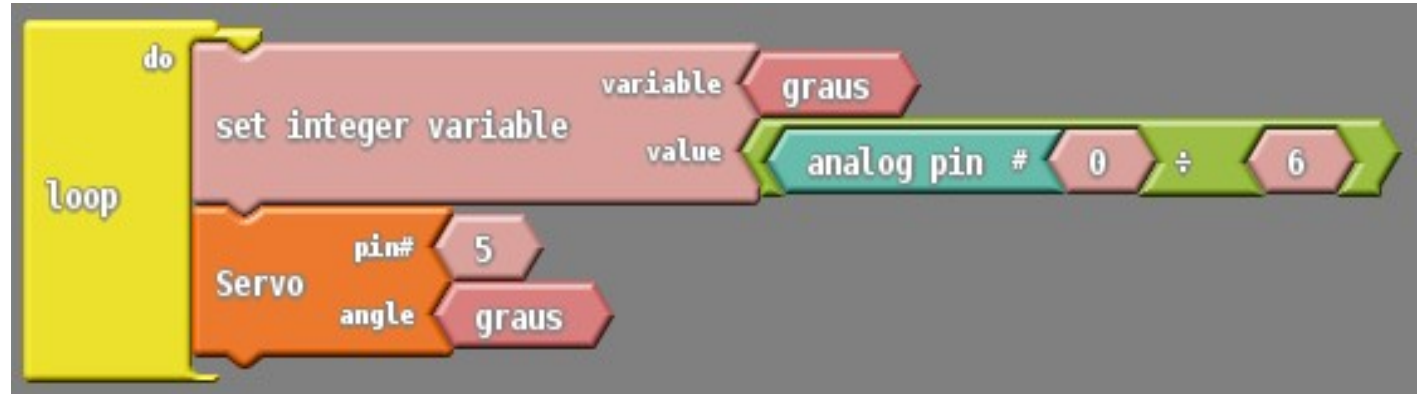 loop
do
set integer variable
variable graus
value analog pin # 0 ÷ 6
Servo
pin# 5
angle graus